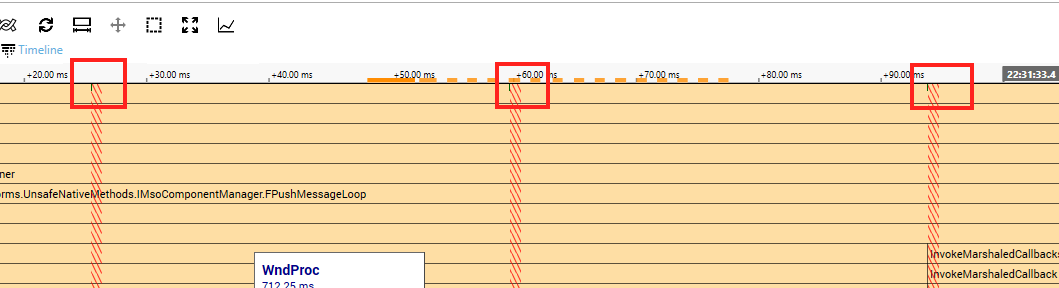 Timeline
+20.00 ms +30.00 ms +40.00 ms +50.00 ms +60.00 +70.00 ms +80.00 ms +90.00 ms 22:31:33.4
ner
orms.UnsafeNativeMethods.IMsoComponentManager.FPushMessageLoop
InvokeMarshaledCallbacks
WndProc
InvokeMarshaledCallback
712.25 ms